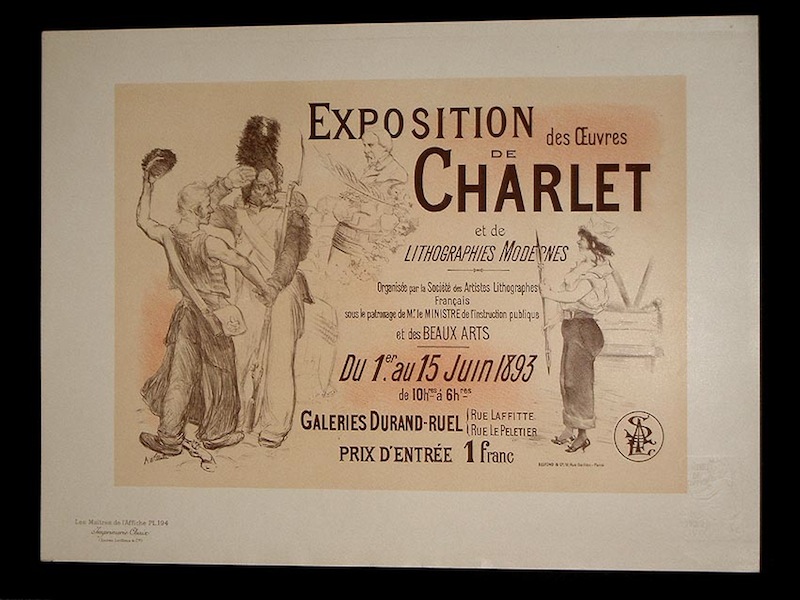 EXPOSITION des ŒUVRES
DE
CHARLET
et de
LITHOGRAPHIES MODERNES
Organisée par la Société des Artistes Lithographes
Français
sous le patronage de Mr. le MINISTRE de l'instruction publique
et des BEAUX ARTS
Du 1.er au 15 Juin 1893
de 10hres à 6hres
GALERIES DURAND-RUEL
RUE LAFFITTE
RUE LE PELETIER
PRIX D'ENTRÉE 1 franc
Les Maîtres de l'Affiche PL.194
Imprimerie Chaix